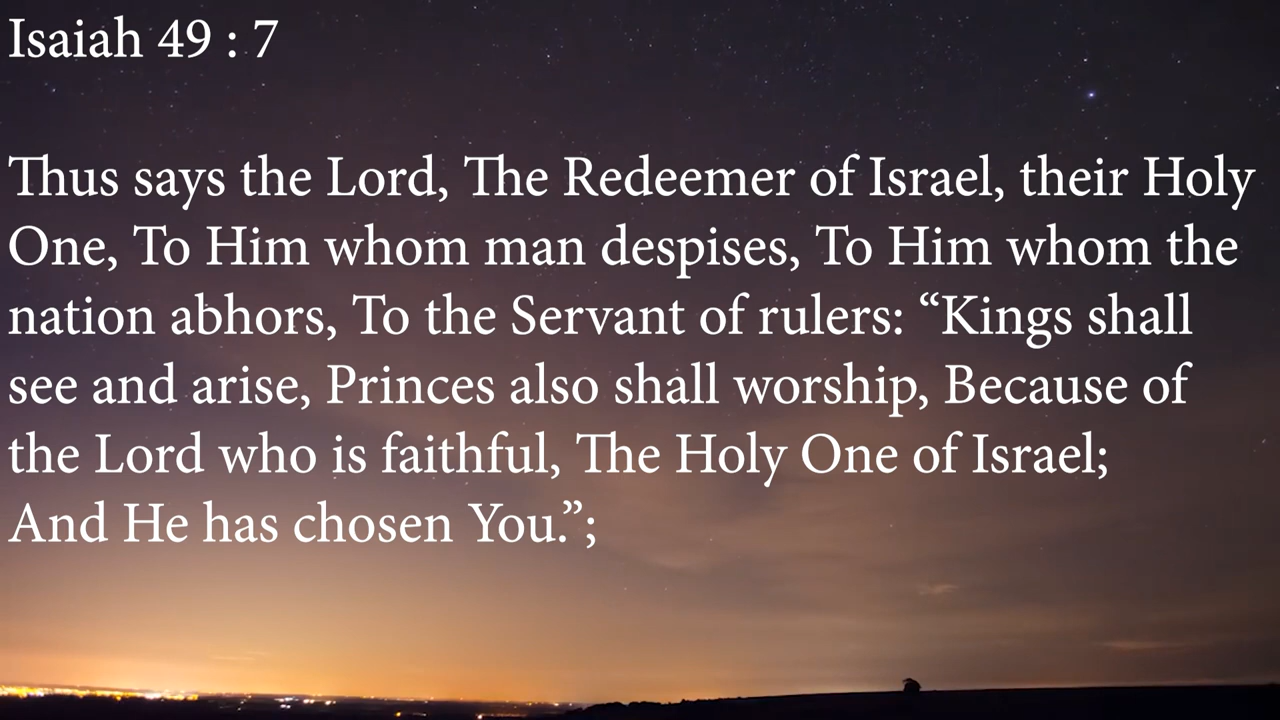 Isaiah 49 : 7
Thus says the Lord, The Redeemer of Israel, their Holy
One, To Him whom man despises, To Him whom the
nation abhors, To the Servant of rulers: “Kings shall
see and arise, Princes also shall worship, Because of
the Lord who is faithful, The Holy One of Israel;
And He has chosen You.”;